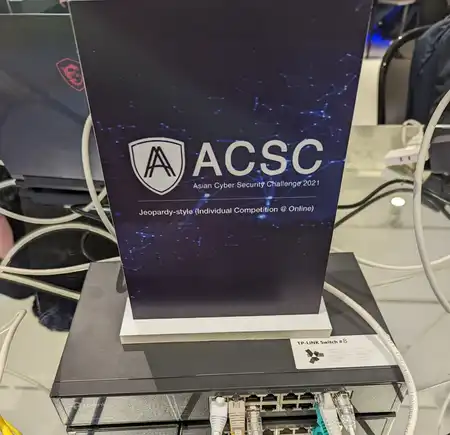 ACSC
Asian Cyber Security Challenge 2021
Jeopardy-style (Individual Competition @ Online)
TP-LINK Switch #